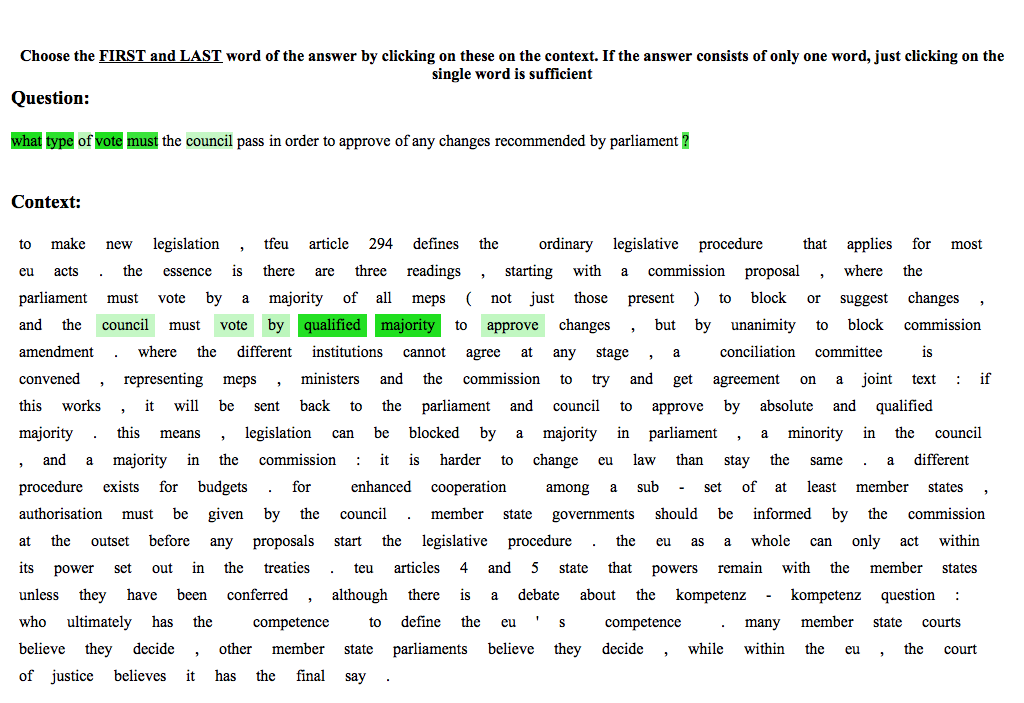 Choose the FIRST and LAST word of the answer by clicking on these on the context. If the answer consists of only one word, just clicking on the
single word is sufficient
Question:
what type of vote must the council pass in order to approve of any changes recommended by parliament ?
Context:
to make new legislation , tfeu article 294 defines the ordinary legislative procedure that applies for most
eu acts . the essence is there are three readings , starting with a commission proposal , where the
parliament must vote by a majority of all meps ( not just those present ) to block or suggest changes ,
and the council must vote by qualified majority to approve changes , but by unanimity to block commission
amendment . where the different institutions cannot agree at any stage , a conciliation committee is
convened , representing meps , ministers and the commission to try and get agreement on a joint text : if
this works , it will be sent back to the parliament and council to approve by absolute and qualified
majority . this means , legislation can be blocked by a majority in parliament , a minority in the council
, and a majority in the commission : it is harder to change eu law than stay the same . a different
procedure exists for budgets . for enhanced cooperation among a sub - set of at least member states ,
authorisation must be given by the council . member state governments should be informed by the commission
at the outset before any proposals start the legislative procedure . the eu as a whole can only act within
its power set out in the treaties . teu articles 4 and 5 state that powers remain with the member states
unless they have been conferred , although there is a debate about the kompetenz - kompetenz question :
who ultimately has the competence to define the eu ' s competence . many member state courts
believe they decide , other member state parliaments believe they decide , while within the eu , the court
of justice believes it has the final say .